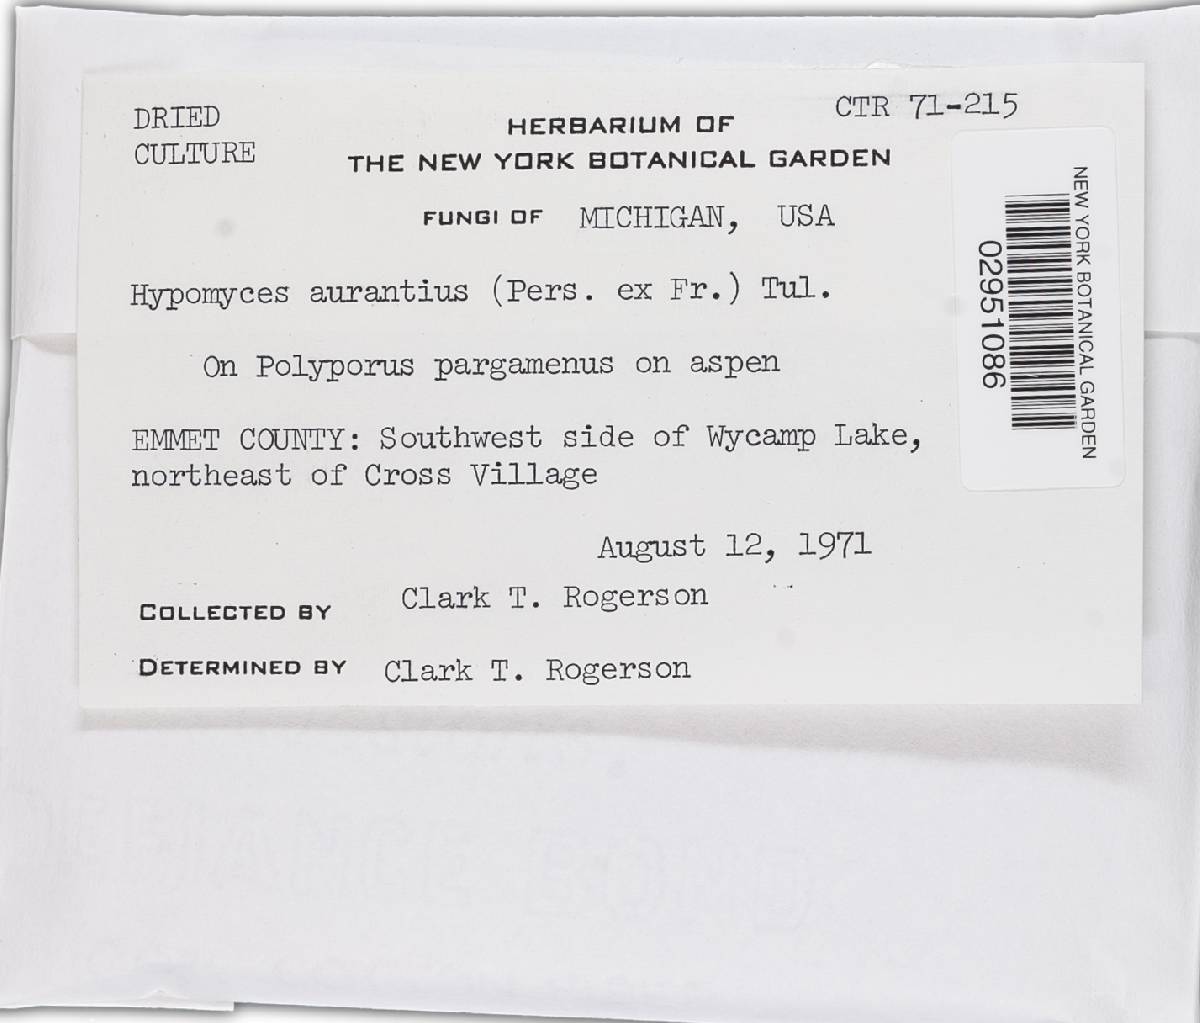 DRIED
CULTURE
CTR 71-215
HERBARIUM OF
THE NEW YORK BOTANICAL GARDEN
FUNGI OF MICHIGAN, USA
Hypomyces aurantius (Pers. ex Fr.) Tul.
On Polyporus pargamenus on aspen
EMMET COUNTY: Southwest side of Wycamp Lake,
northeast of Cross Village
August 12, 1971
COLLECTED BY Clark T. Rogerson
DETERMINED BY Clark T. Rogerson
NEW YORK BOTANICAL GARDEN
02951086